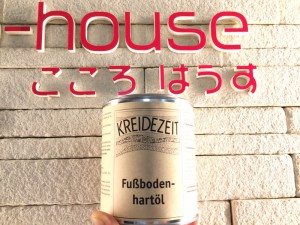 -house
こころ はうす
KREIDEZEIT
Fußboden-
hartöl